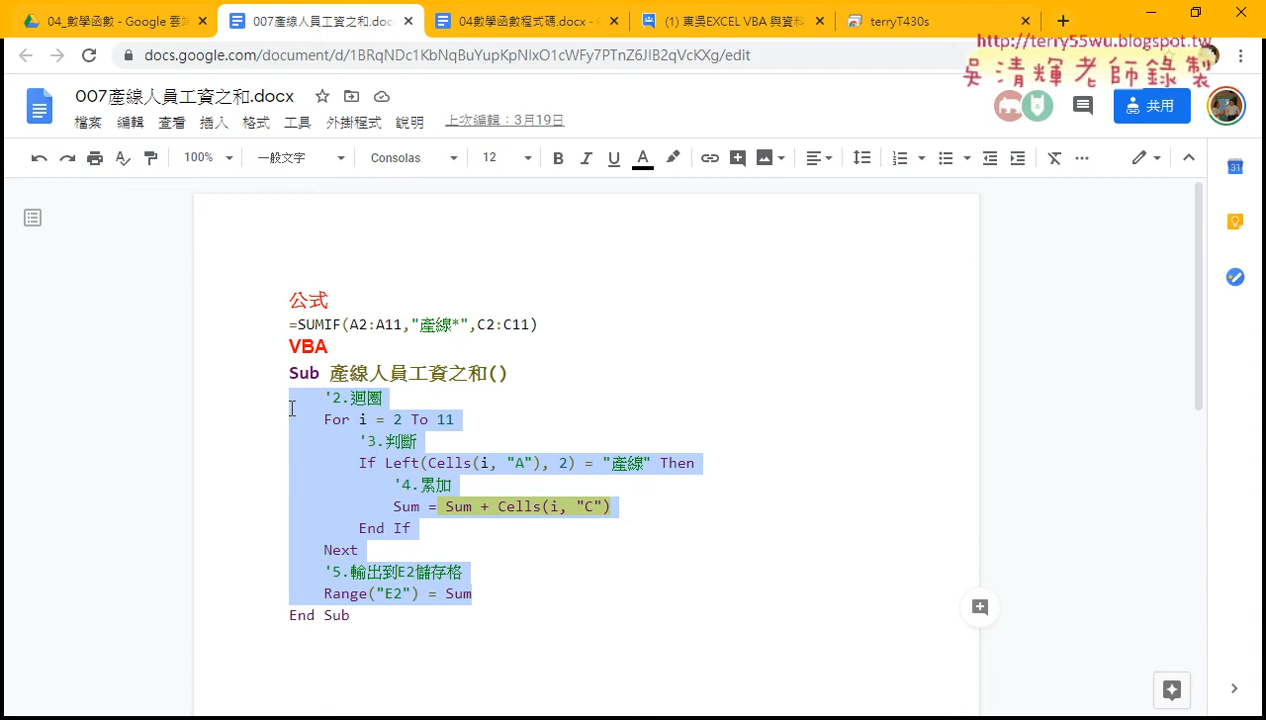 04_數學函數 - Google 雲端
007產線人員工資之和.docx
04數學函數程式碼.docx - G
(1) 東吳EXCEL VBA 與資料
terryT430s
docs.google.com/document/d/1BRqNDc1KbNqBuYupKpNIxO1cWFy7PTnZ6JIB2qVcKXg/edit
http://terry55wu.blogspot.tw
吳清輝老師錄製
007產線人員工資之和.docx
檔案 編輯 查看 插入 格式 工具 外掛程式 說明 上次編輯：3月19日
共用
100% 一般文字 Consolas 12
31
公式
=SUMIF(A2:A11,"產線*",C2:C11)
VBA
Sub 產線人員工資之和()
'2.迴圈
For i = 2 To 11
'3.判斷
If Left(Cells(i, "A"), 2) = "產線" Then
'4.累加
Sum = Sum + Cells(i, "C")
End If
Next
'5.輸出到E2儲存格
Range("E2") = Sum
End Sub